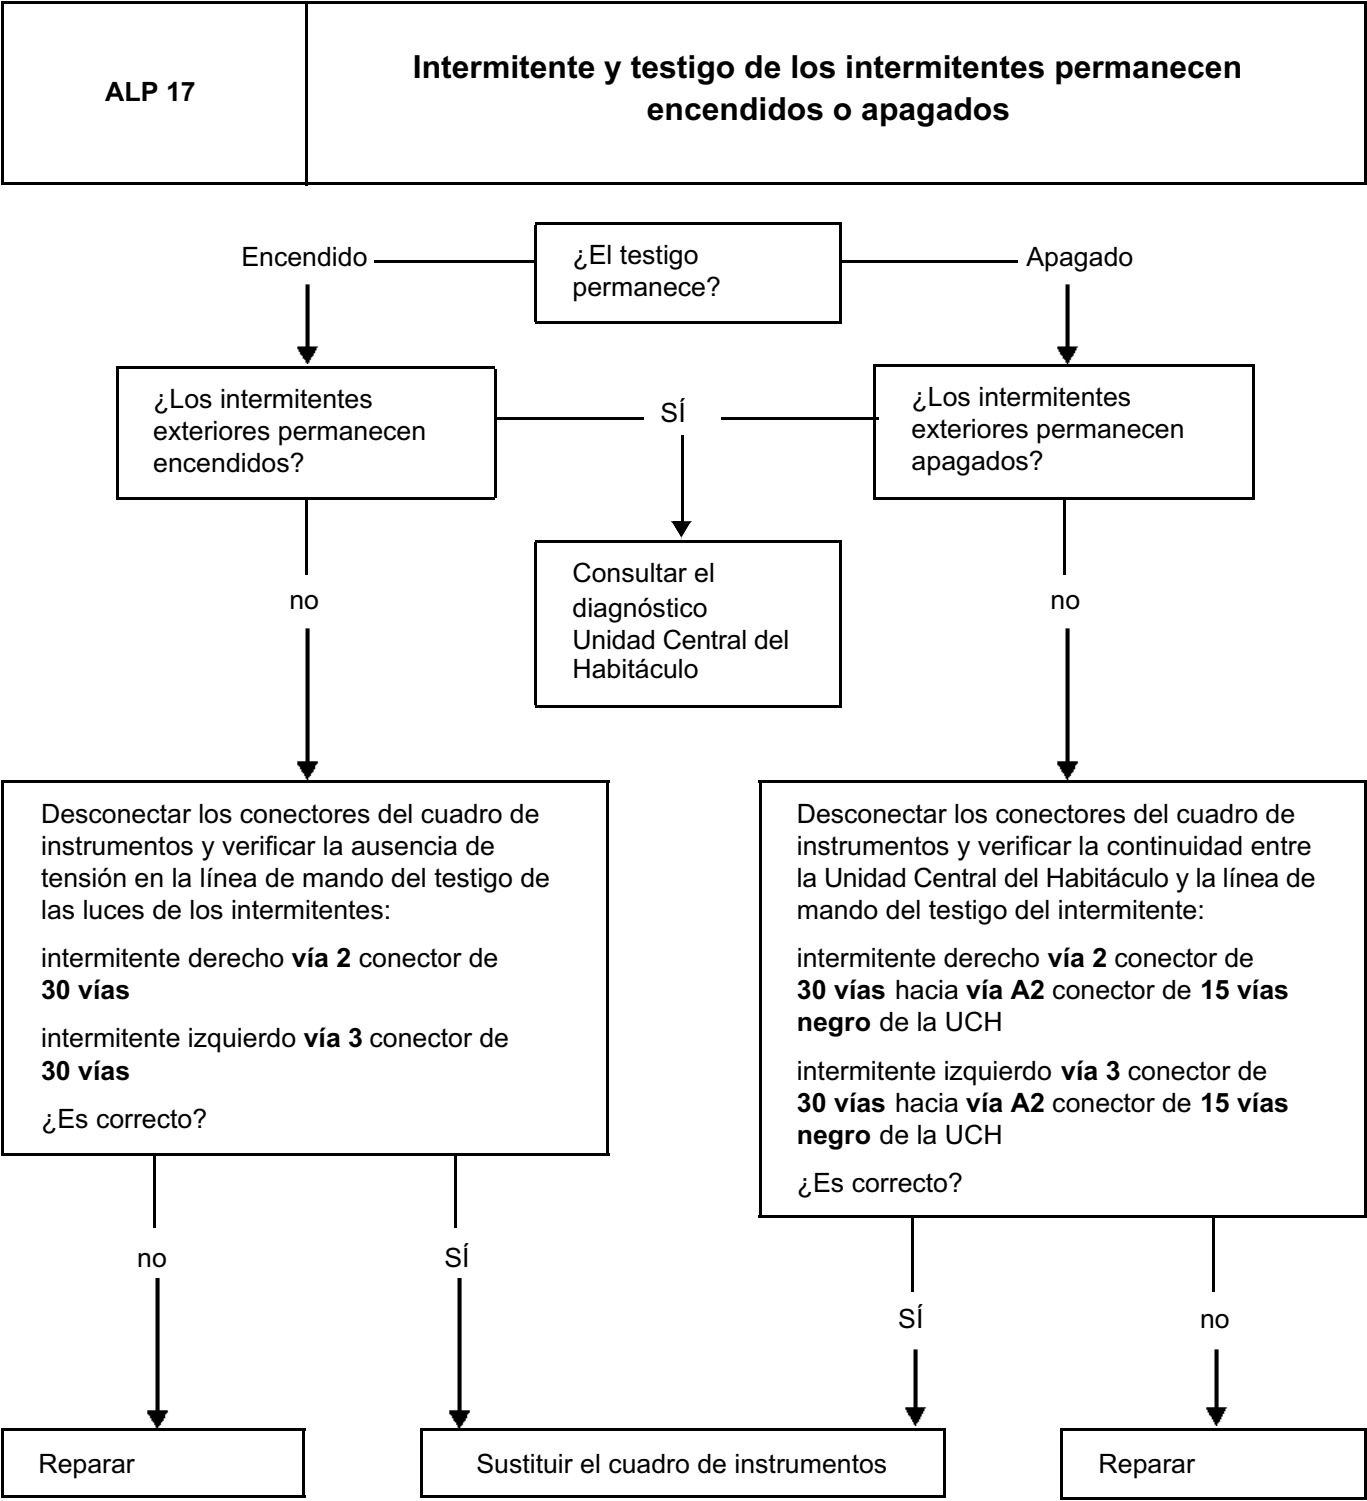 ALP 17
Intermitente y testigo de los intermitentes permanecen
encendidos o apagados
Encendido
¿El testigo
permanece?
Apagado
¿Los intermitentes
exteriores permanecen
encendidos?
SÍ
¿Los intermitentes
exteriores permanecen
apagados?
no
Consultar el
diagnóstico
Unidad Central del
Habitáculo
no
Desconectar los conectores del cuadro de
instrumentos y verificar la ausencia de
tensión en la línea de mando del testigo de
las luces de los intermitentes:
intermitente derecho vía 2 conector de
30 vías
intermitente izquierdo vía 3 conector de
30 vías
¿Es correcto?
Desconectar los conectores del cuadro de
instrumentos y verificar la continuidad entre
la Unidad Central del Habitáculo y la línea de
mando del testigo del intermitente:
intermitente derecho vía 2 conector de
30 vías hacia vía A2 conector de 15 vías
negro de la UCH
intermitente izquierdo vía 3 conector de
30 vías hacia vía A2 conector de 15 vías
negro de la UCH
¿Es correcto?
no
SÍ
SÍ
no
Reparar
Sustituir el cuadro de instrumentos
Reparar